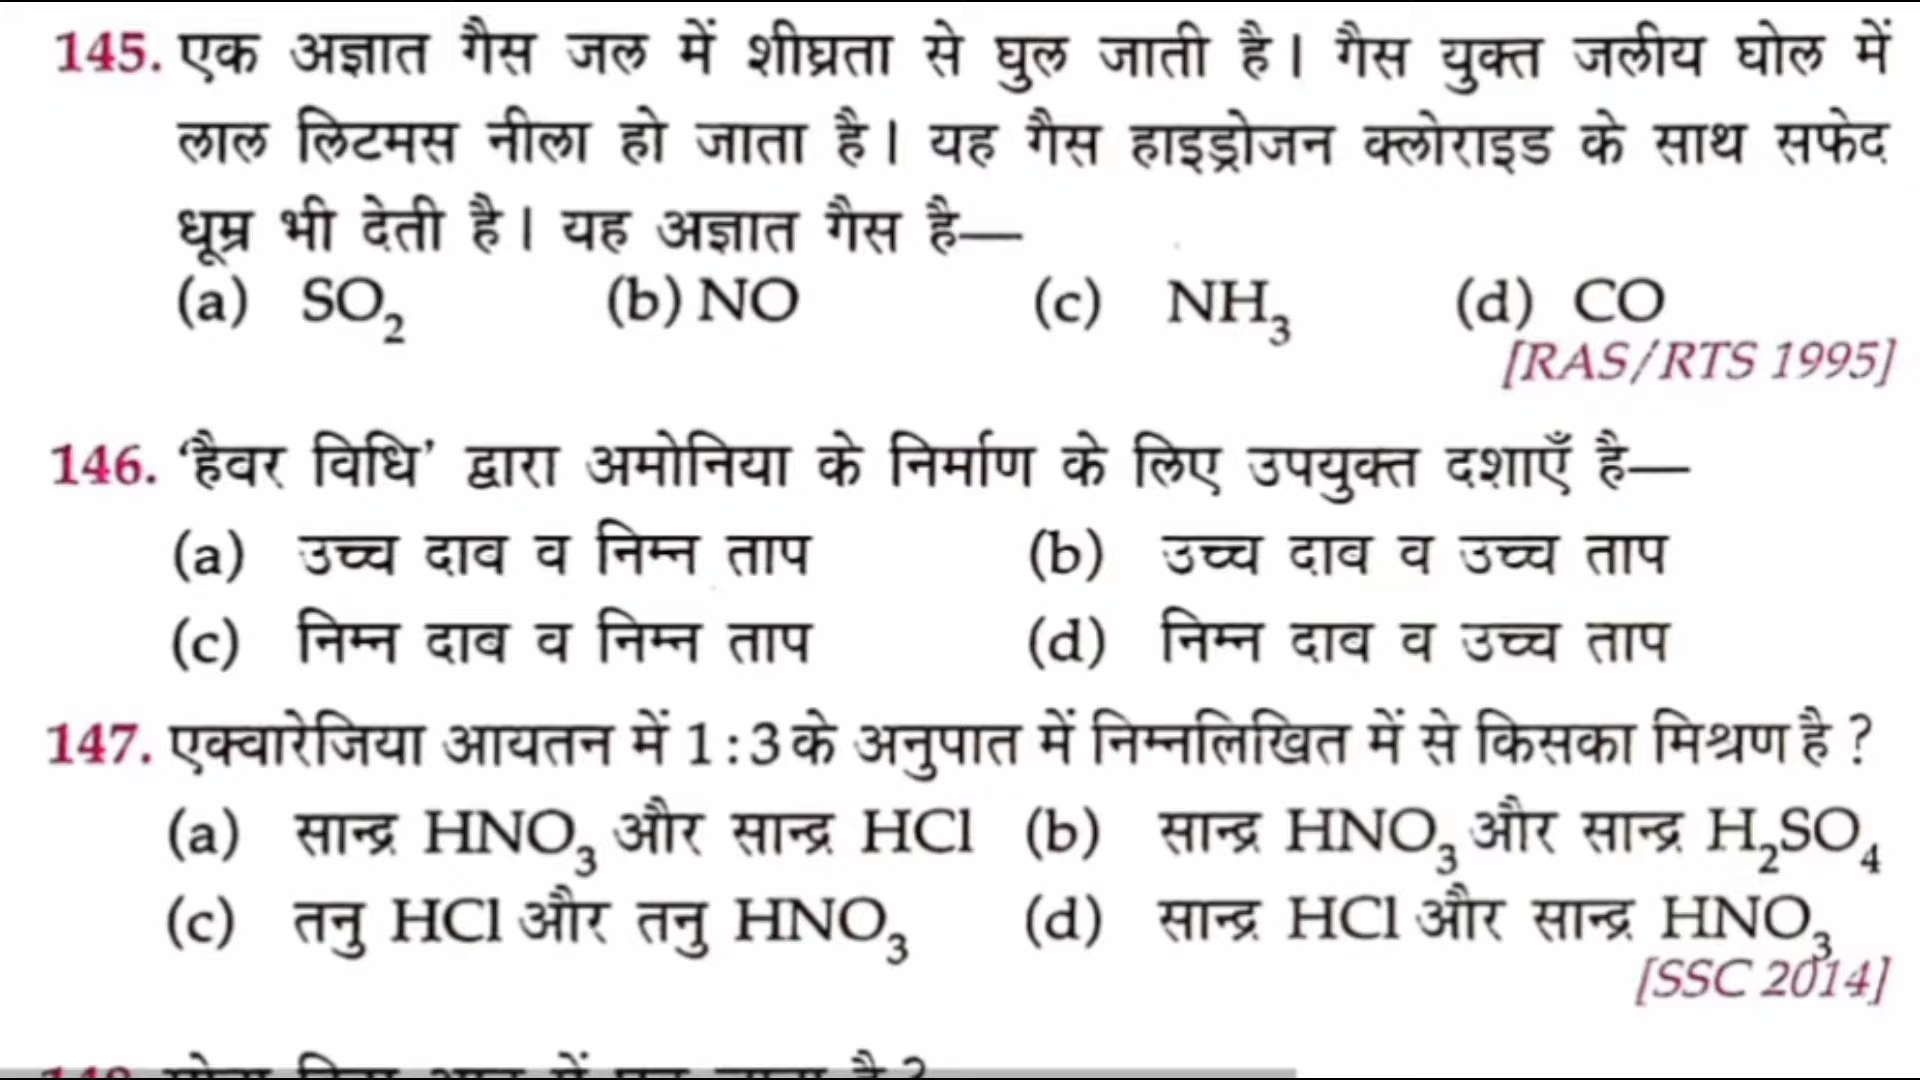 145. एक अज्ञात गैस जल में शीघ्रता से घुल जाती है। गैस युक्त जलीय घोल में
लाल लिटमस नीला हो जाता है। यह गैस हाइड्रोजन क्लोराइड के साथ सफेद
धूम्र भी देती है। यह अज्ञात गैस है—
(a) SO₂ (b) NO (c) NH₃ (d) CO
[RAS/RTS 1995]
146. ‘हैवर विधि’ द्वारा अमोनिया के निर्माण के लिए उपयुक्त दशाएँ है—
(a) उच्च दाव व निम्न ताप (b) उच्च दाव व उच्च ताप
(c) निम्न दाव व निम्न ताप (d) निम्न दाव व उच्च ताप
147. एक्वारेजिया आयतन में 1:3 के अनुपात में निम्नलिखित में से किसका मिश्रण है ?
(a) सान्द्र HNO₃ और सान्द्र HCl (b) सान्द्र HNO₃ और सान्द्र H₂SO₄
(c) तनु HCl और तनु HNO₃ (d) सान्द्र HCl और सान्द्र HNO₃
[SSC 2014]